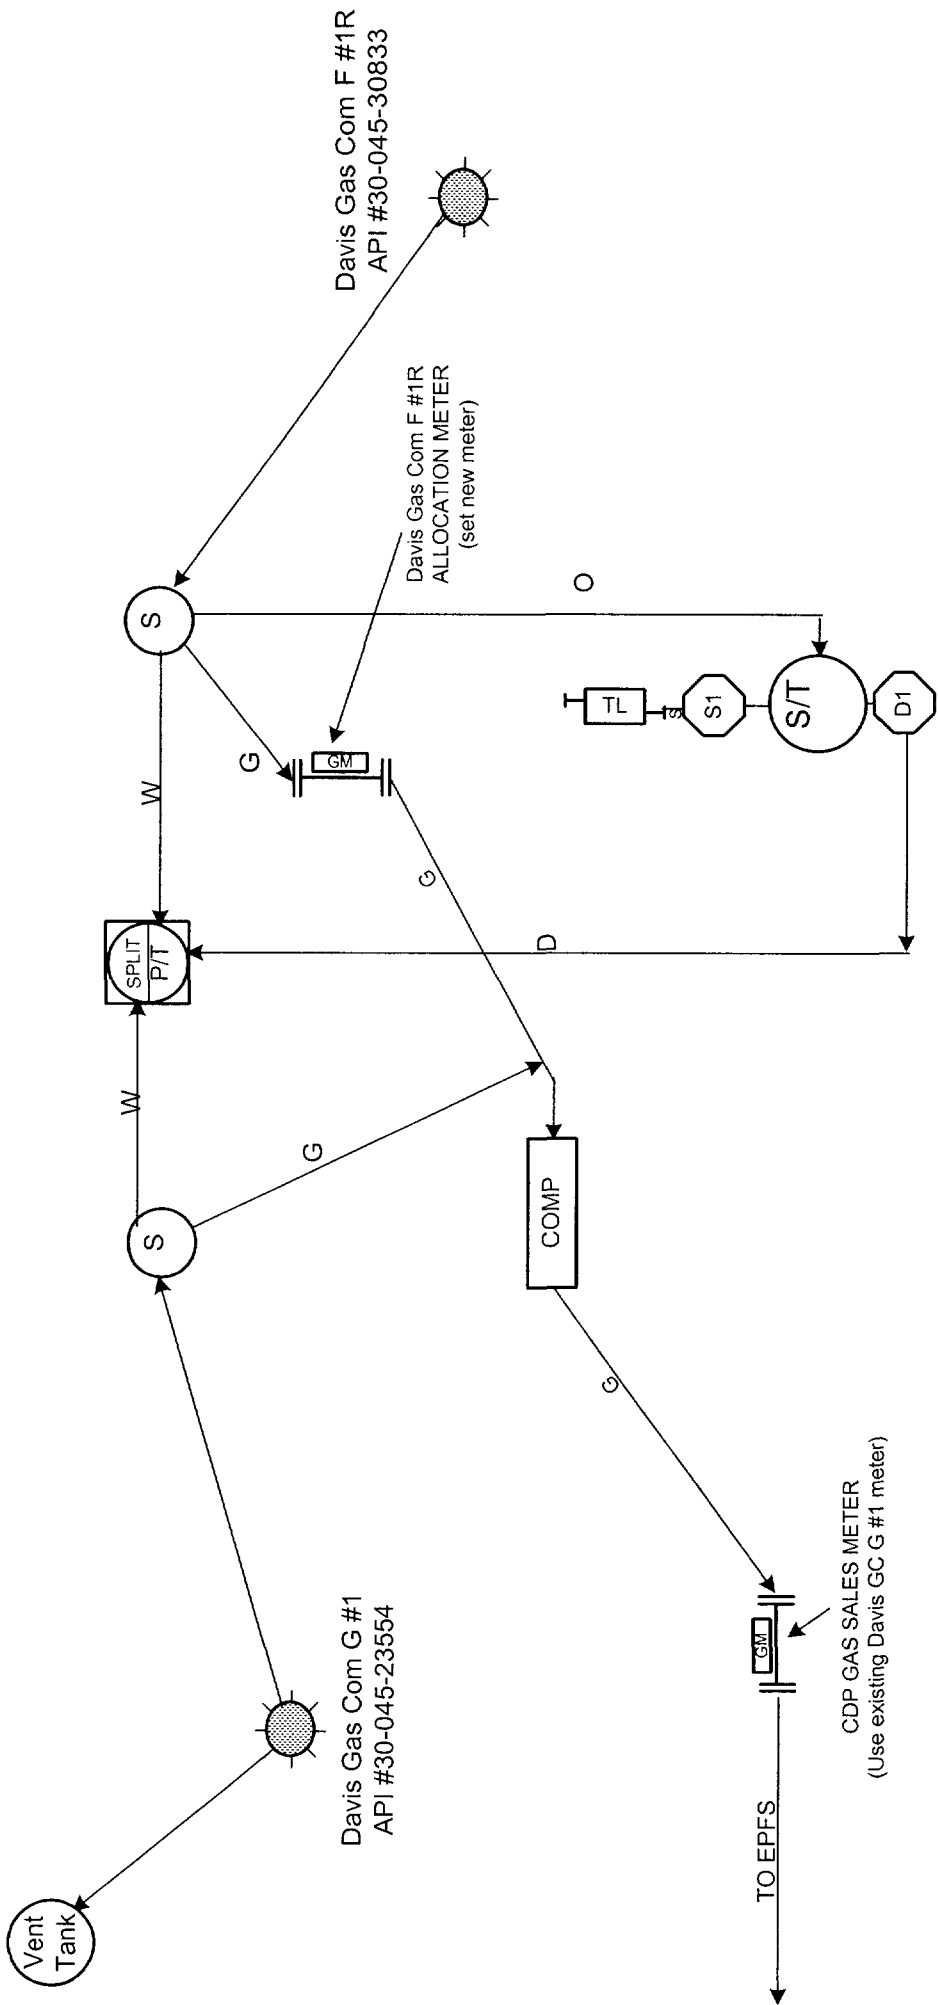 Vent
Tank
Davis Gas Com G #1
API #30-045-23554
S
W
G
SPLIT
P/T
W
S
G
GM
G
Davis Gas Com F #1R
ALLOCATION METER
(set new meter)
Davis Gas Com F #1R
API #30-045-30833
O
D
TL
S
S1
S/T
D1
COMP
G
GM
CDP GAS SALES METER
(Use existing Davis GC G #1 meter)
TO EPFS